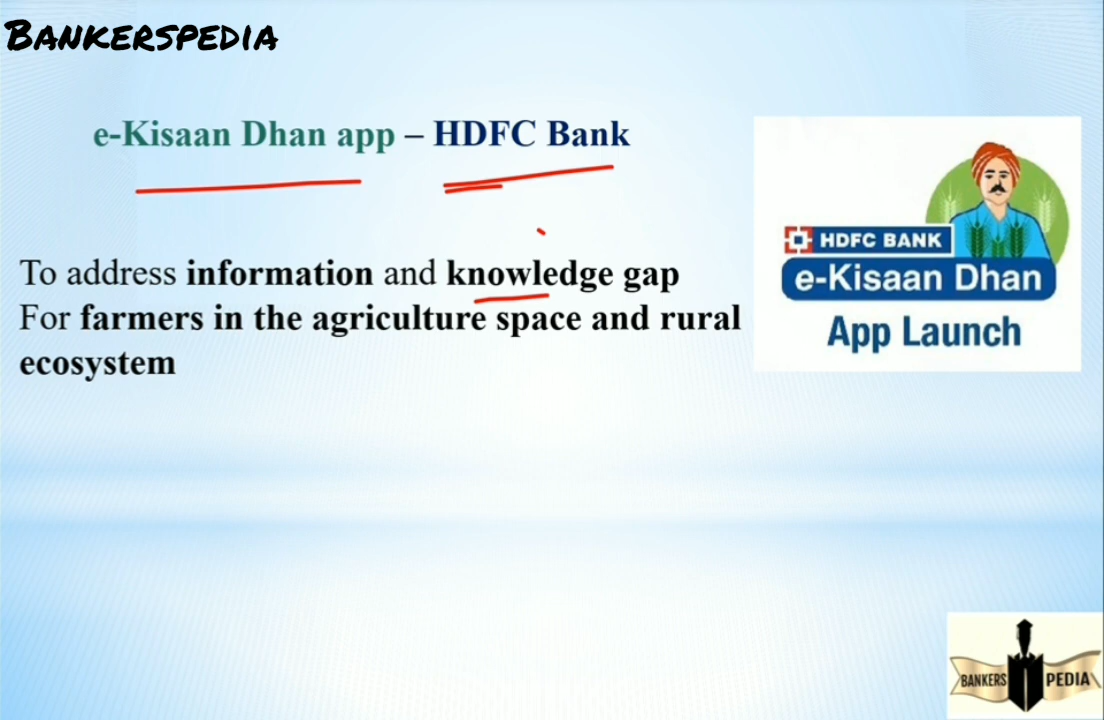 BANKERSPEDIA
e-Kisaan Dhan app – HDFC Bank
To address information and knowledge gap
For farmers in the agriculture space and rural
ecosystem
HDFC BANK
e-Kisaan Dhan
App Launch
BANKERS PEDIA